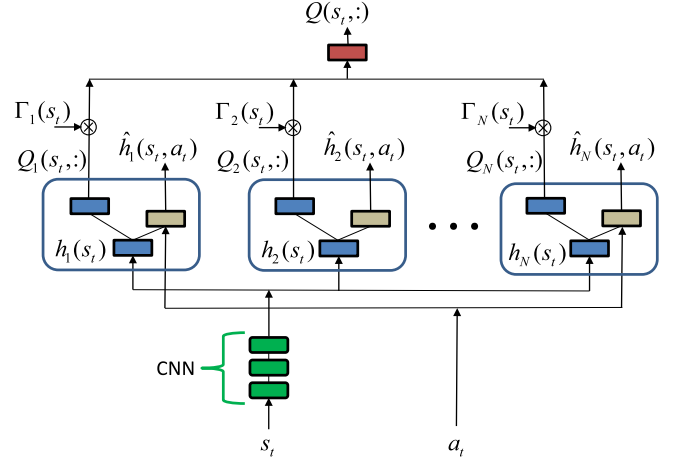 Q(s_t,:)
Γ_1(s_t) Γ_2(s_t) Γ_N(s_t)
ĥ_1(s_t,a_t) ĥ_2(s_t,a_t) ĥ_N(s_t,a_t)
Q_1(s_t,:) Q_2(s_t,:) Q_N(s_t,:)
h_1(s_t) h_2(s_t) • • • h_N(s_t)
CNN
s_t a_t